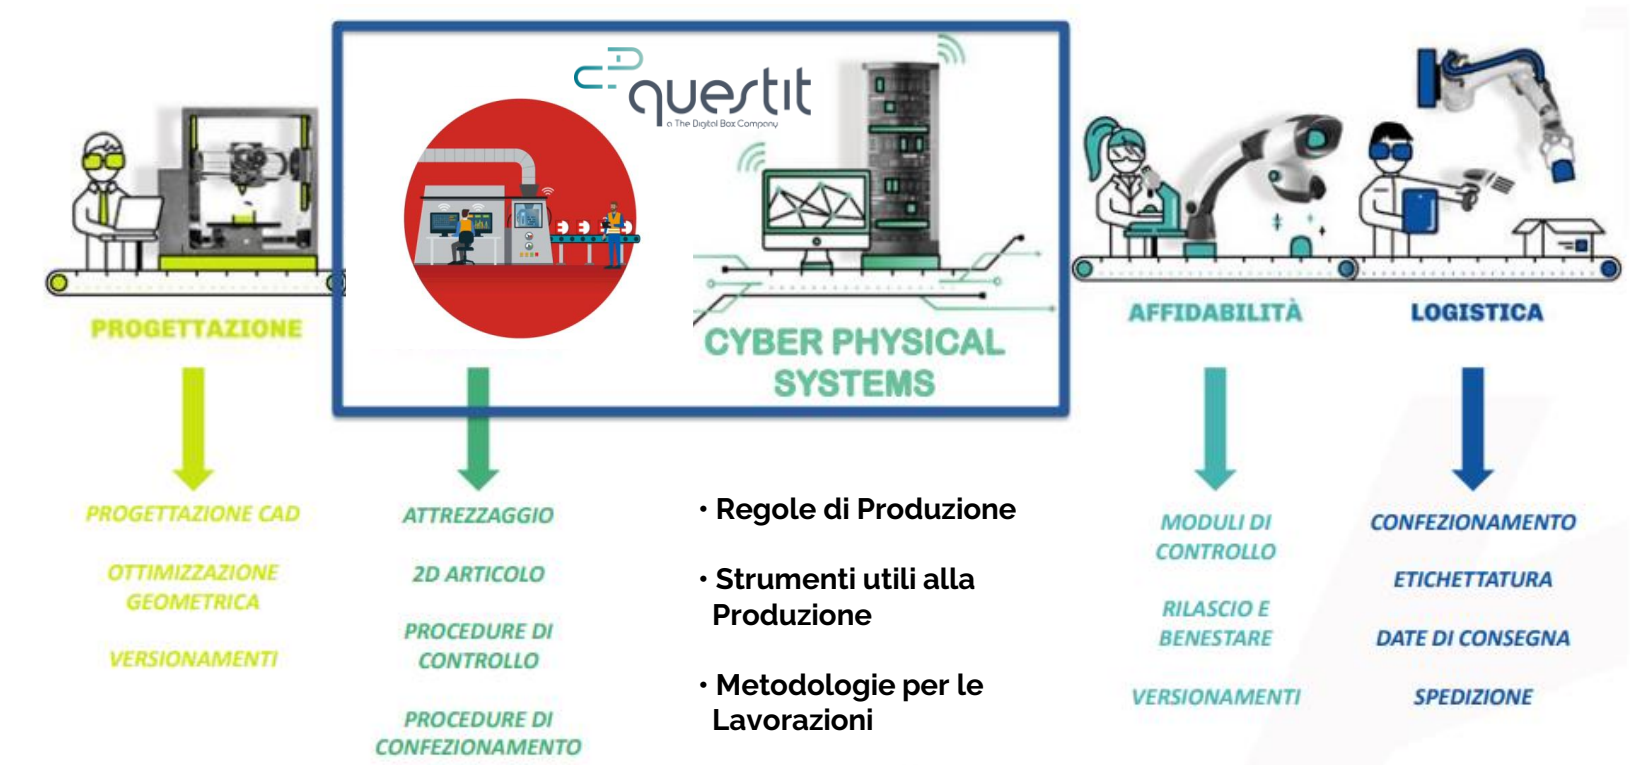 questit
a The Digital Box Company
PROGETTAZIONE
CYBER PHYSICAL
SYSTEMS
AFFIDABILITÀ
LOGISTICA
PROGETTAZIONE CAD
OTTIMIZZAZIONE
GEOMETRICA
VERSIONAMENTI
ATTREZZAGGIO
2D ARTICOLO
PROCEDURE DI
CONTROLLO
PROCEDURE DI
CONFEZIONAMENTO
• Regole di Produzione
• Strumenti utili alla
Produzione
• Metodologie per le
Lavorazioni
MODULI DI
CONTROLLO
RILASCIO E
BENESTARE
VERSIONAMENTI
CONFEZIONAMENTO
ETICHETTATURA
DATE DI CONSEGNA
SPEDIZIONE